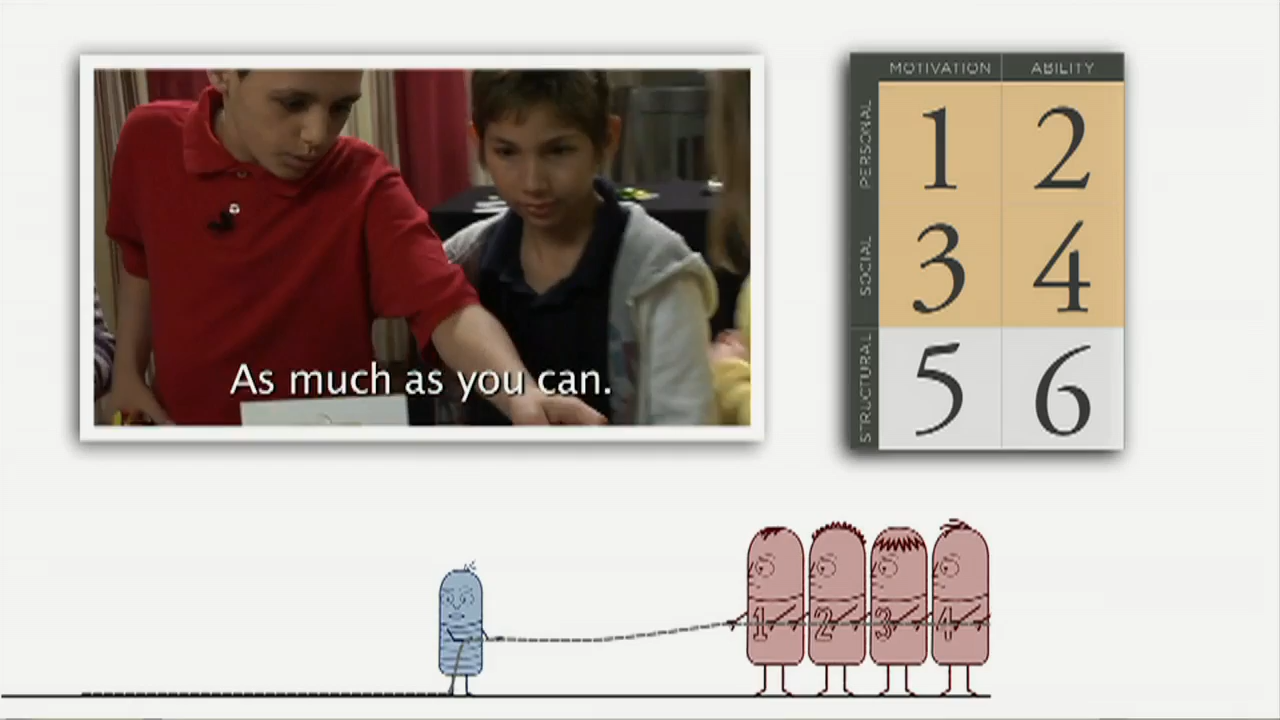 As much as you can.
MOTIVATION ABILITY
PERSONAL
1 2
SOCIAL
3 4
STRUCTURAL
5 6
1 2 3 4